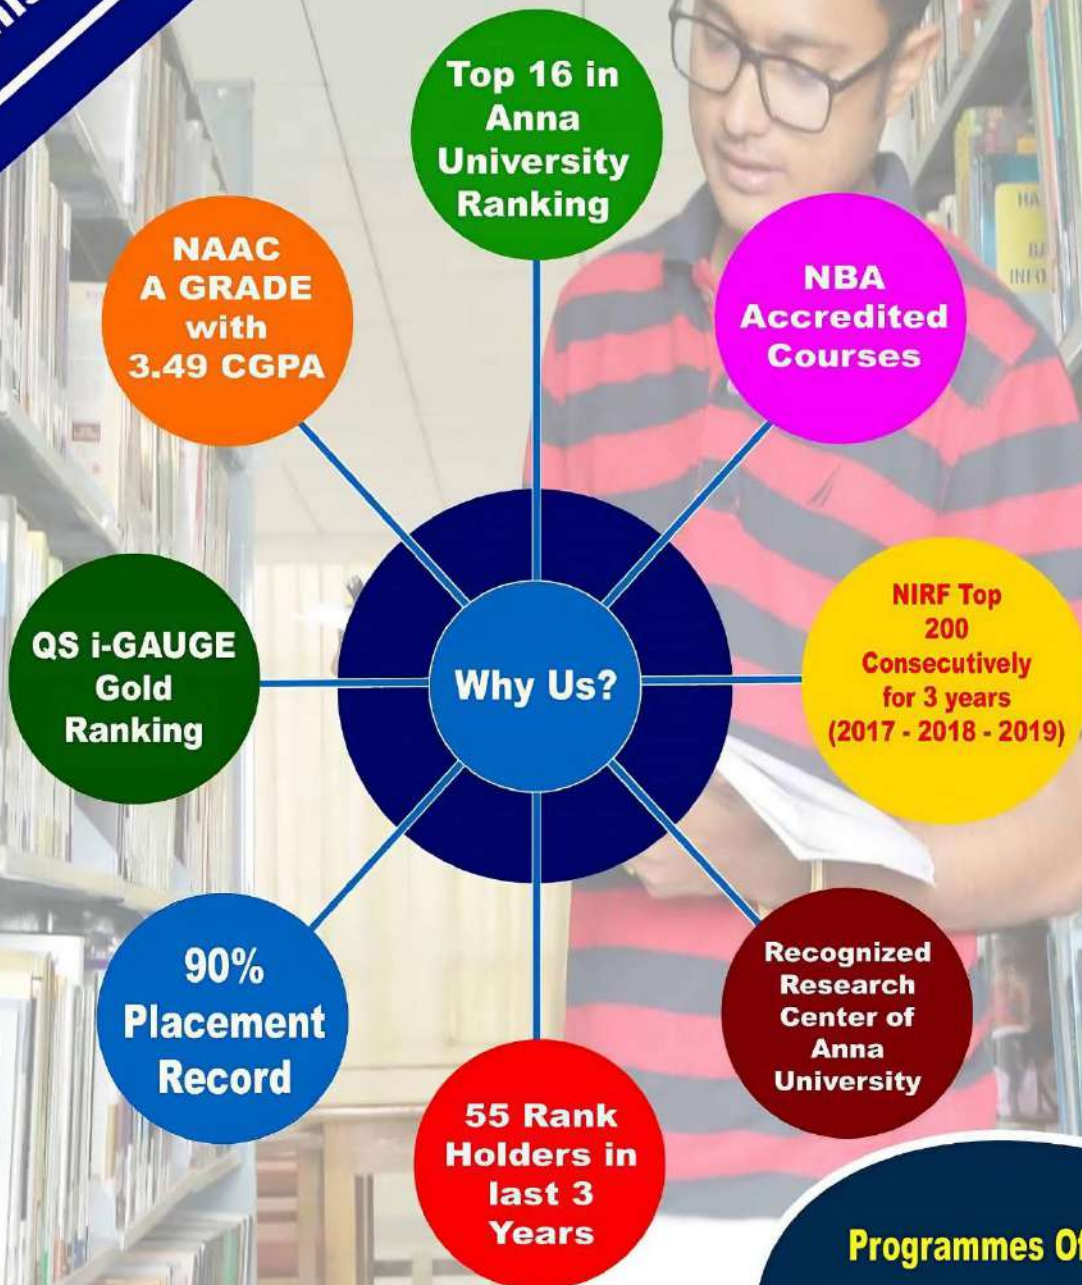 Top 16 in
Anna
University
Ranking
NAAC
A GRADE
with
3.49 CGPA
NBA
Accredited
Courses
QS i-GAUGE
Gold
Ranking
Why Us?
NIRF Top
200
Consecutively
for 3 years
(2017 - 2018 - 2019)
90%
Placement
Record
55 Rank
Holders in
last 3
Years
Recognized
Research
Center of
Anna
University
Programmes